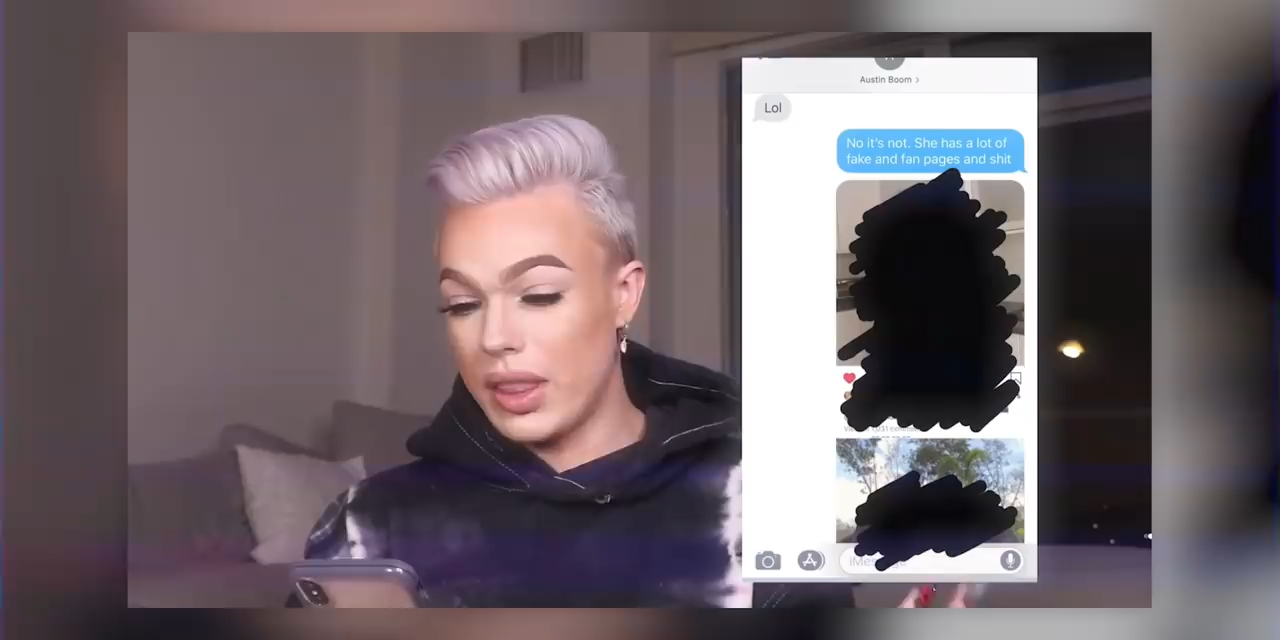 Austin Boom >
Lol
No it's not. She has a lot of
fake and fan pages and shit